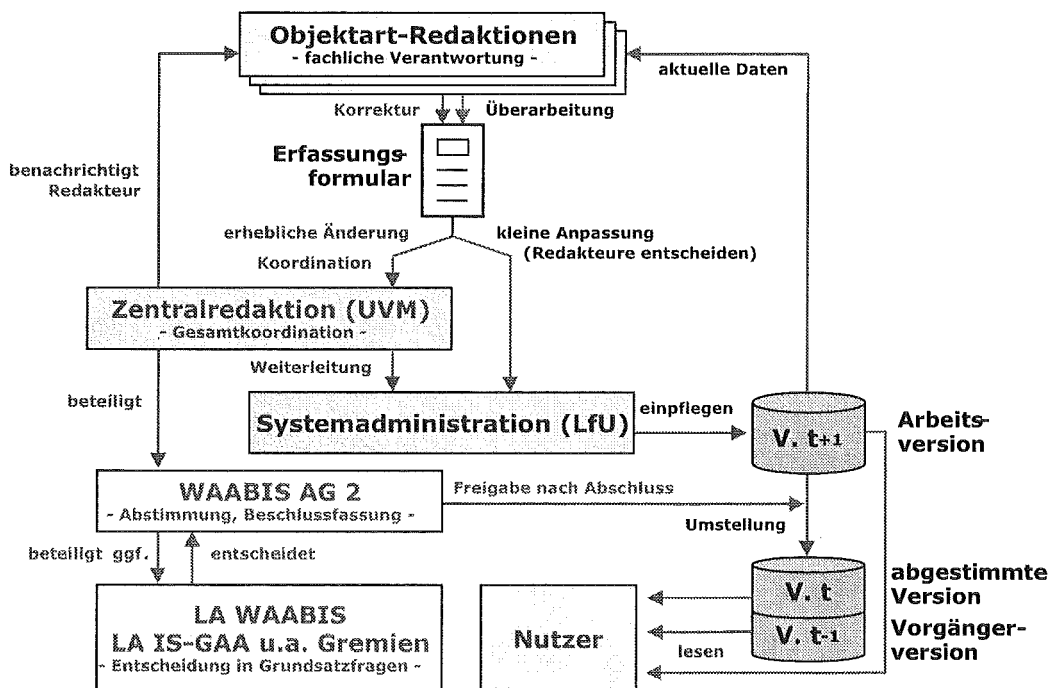 Objektart-Redaktionen
- fachliche Verantwortung -
aktuelle Daten
Korrektur
Überarbeitung
Erfassungs-
formular
benachrichtigt
Redakteur
erhebliche Änderung
kleine Anpassung
(Redakteure entscheiden)
Koordination
Zentralredaktion (UVM)
- Gesamtkoordination -
Weiterleitung
beteiligt
Systemadministration (LfU)
einpflegen
V. t+1
Arbeits-
version
WAABIS AG 2
- Abstimmung, Beschlussfassung -
Freigabe nach Abschluss
Umstellung
beteiligt ggf.
entscheidet
LA WAABIS
LA IS-GAA u.a. Gremien
- Entscheidung in Grundsatzfragen -
Nutzer
lesen
V. t
V. t-1
abgestimmte
Version
Vorgänger-
version